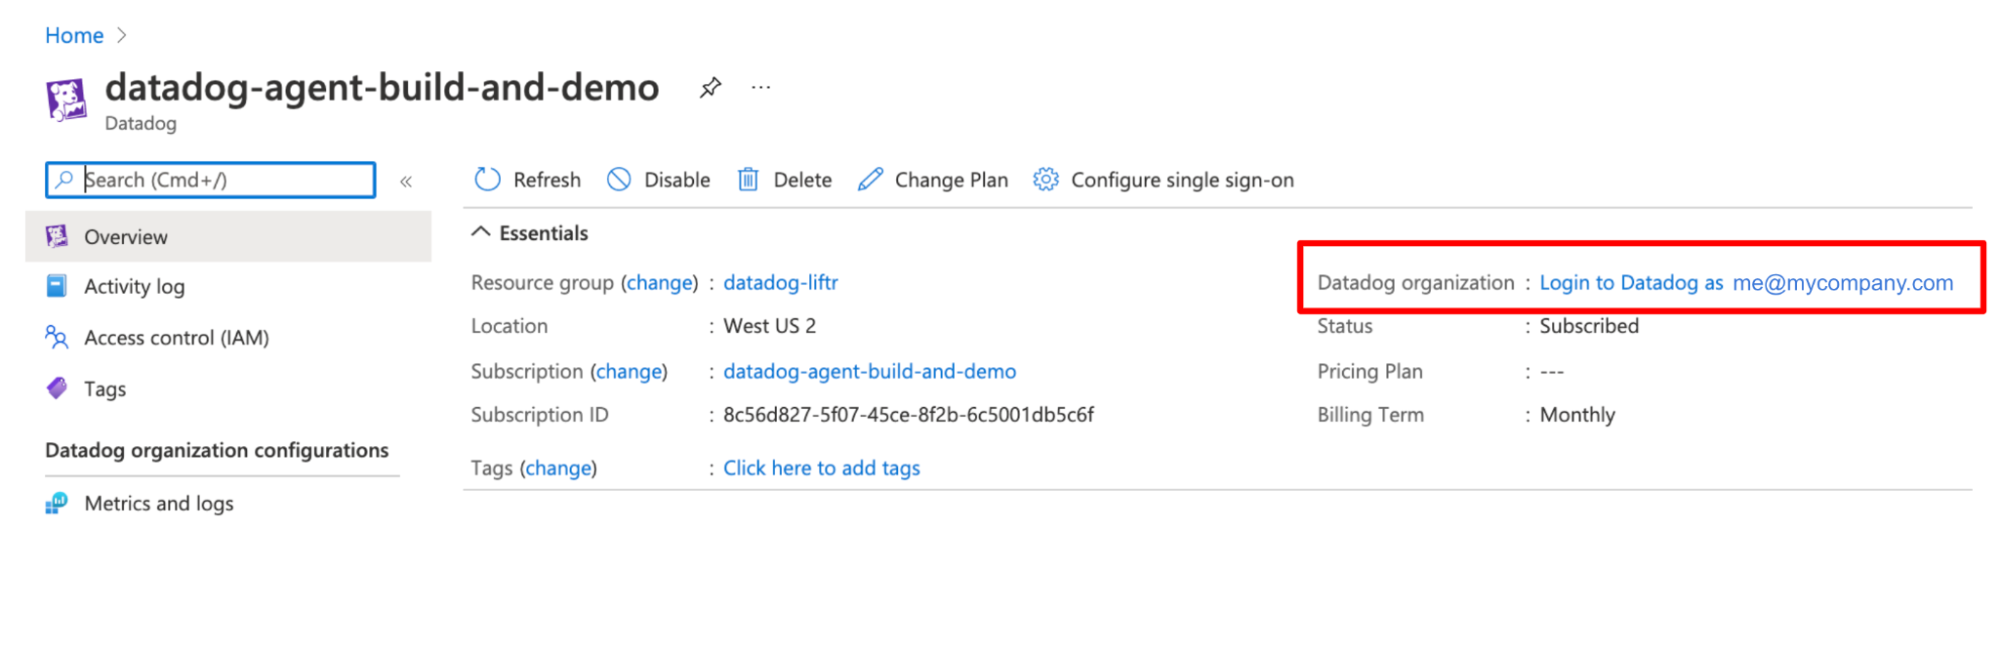 Home >
datadog-agent-build-and-demo ...
Datadog
Search (Cmd+/) «
Refresh Disable Delete Change Plan Configure single sign-on
Overview
Activity log
Access control (IAM)
Tags
Datadog organization configurations
Metrics and logs
Essentials
Resource group (change) : datadog-liftr
Location : West US 2
Subscription (change) : datadog-agent-build-and-demo
Subscription ID : 8c56d827-5f07-45ce-8f2b-6c5001db5c6f
Tags (change) : Click here to add tags
Datadog organization : Login to Datadog as me@mycompany.com
Status : Subscribed
Pricing Plan : ---
Billing Term : Monthly